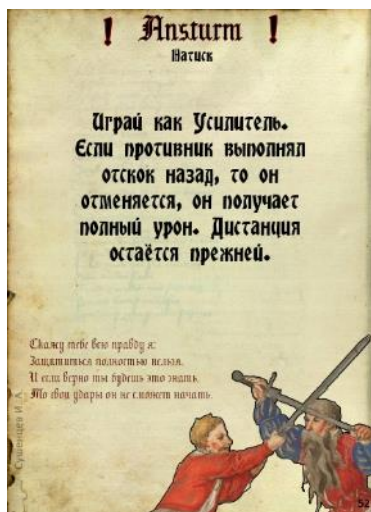 ! Ansturm !
Натиск
Играй как Усилитель.
Если противник выполнял
отскок назад, то он
отменяется, он получает
полный урон. Дистанция
остаётся прежней.
Скажу тебе всю правду я:
Защититься полностью нельзя.
И если верно ты будешь это знать,
То свои удары он не сможет начать.
Сушенцев И. А.
52